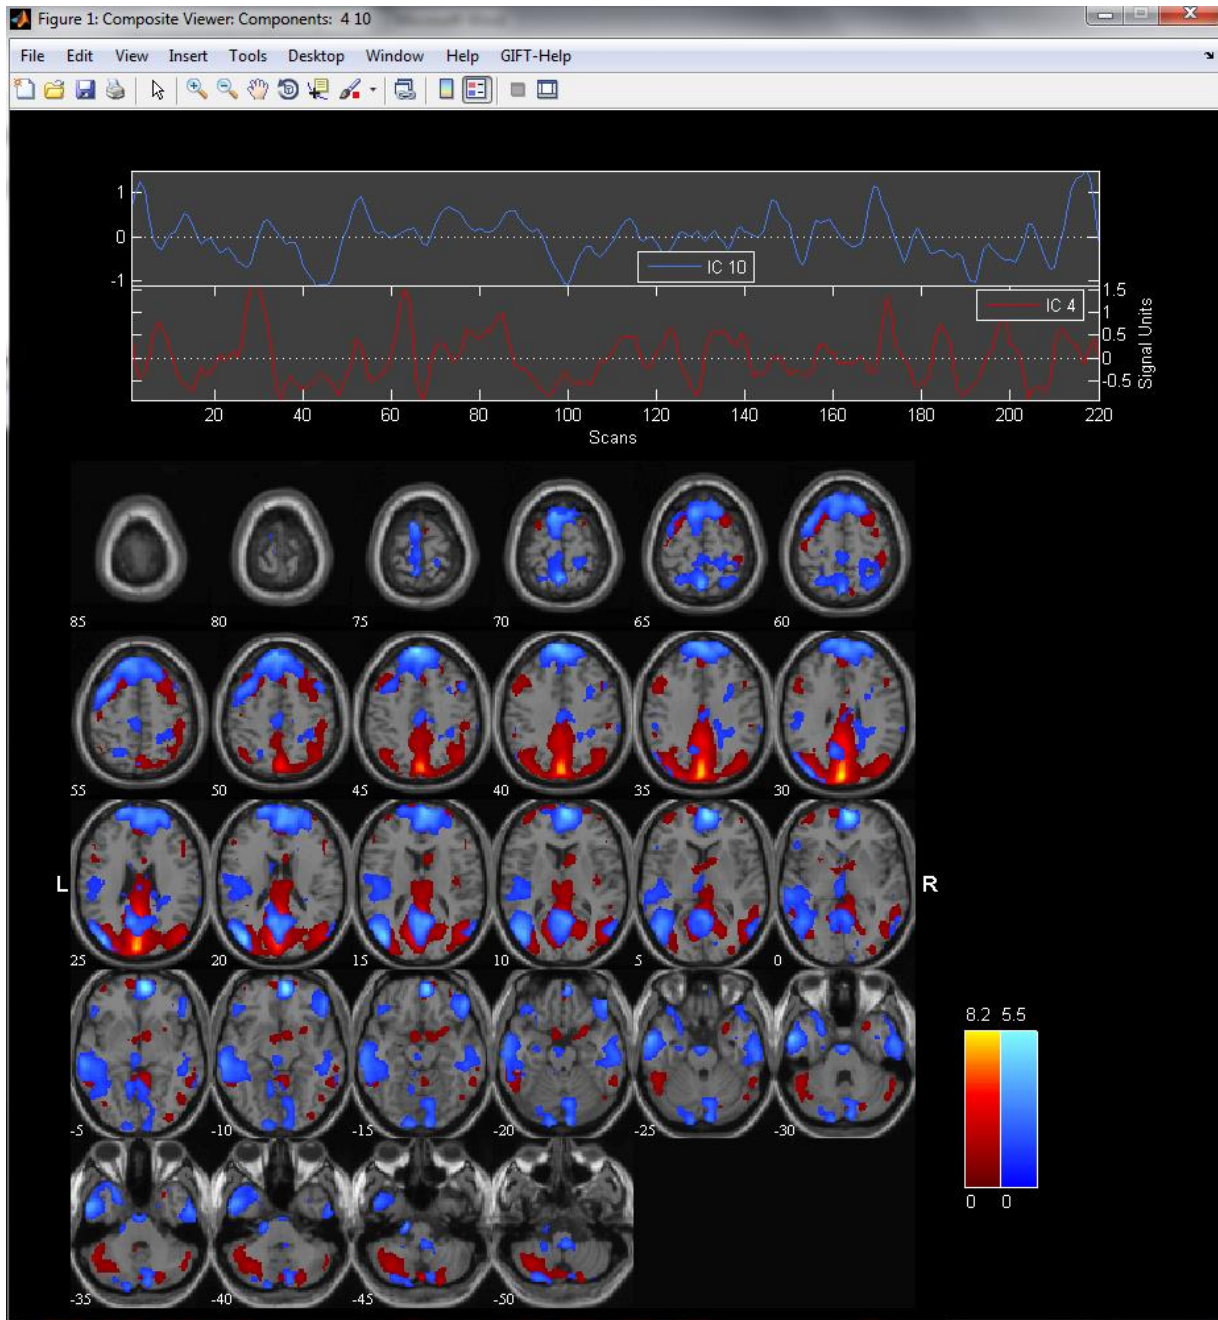 Figure 1: Composite Viewer: Components: 4 10
File Edit View Insert Tools Desktop Window Help GIFT-Help
1
0
-1
IC 10
1.5
1
0.5
0
-0.5
IC 4
Signal Units
20 40 60 80 100 120 140 160 180 200 220
Scans
85 80 75 70 65 60
55 50 45 40 35 30
L R
25 20 15 10 5 0
-5 -10 -15 -20 -25 -30
8.2 5.5
0 0
-35 -40 -45 -50